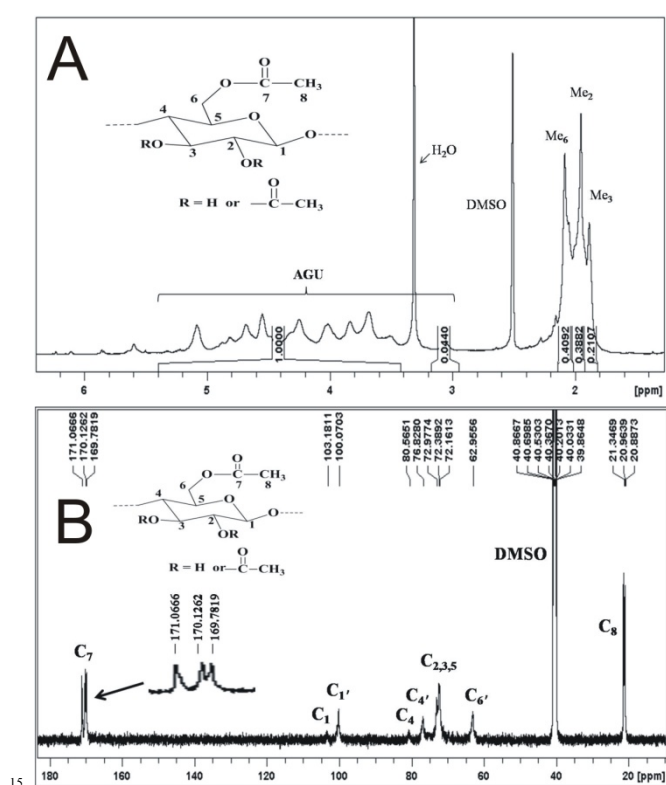 A
O
O
C
CH₃
7
8
6
4
5
O
RO
3
2
1
O
OR
R = H or
O
C
CH₃
AGU
H₂O
DMSO
Me₆
Me₂
Me₃
1.0000
0.0440
0.4092
0.3882
0.2107
6 5 4 3 2 [ppm]
B
171.0666
170.1262
169.7819
103.1811
100.0703
80.5651
76.8280
72.9774
72.3892
72.1613
62.9556
40.8667
40.6985
40.5303
40.3670
40.2013
40.0331
39.8648
21.3469
20.9639
20.8873
O
O
C
CH₃
7
8
6
4
5
O
RO
3
2
1
O
OR
R = H or
O
C
CH₃
171.0666
170.1262
169.7819
C₇
C₁
C₁'
C₄
C₄'
C₂,₃,₅
C₆'
DMSO
C₈
180 160 140 120 100 80 60 40 20 [ppm]
15